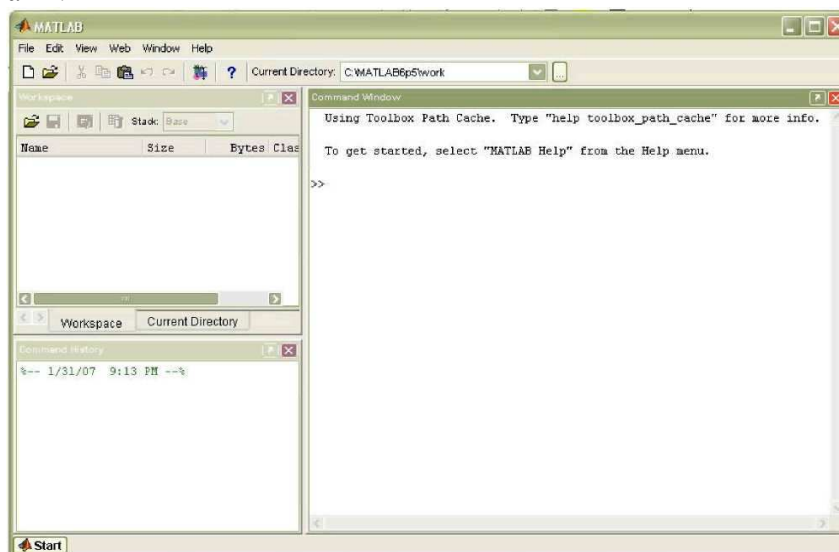 MATLAB
File Edit View Web Window Help
? Current Directory: C:\MATLAB6p5\work
Workspace
Stack: Base
Name Size Bytes Clas
Workspace Current Directory
Command History
%-- 1/31/07 9:13 PM --%
Command Window
Using Toolbox Path Cache. Type "help toolbox_path_cache" for more info.
To get started, select "MATLAB Help" from the Help menu.
>>
Start